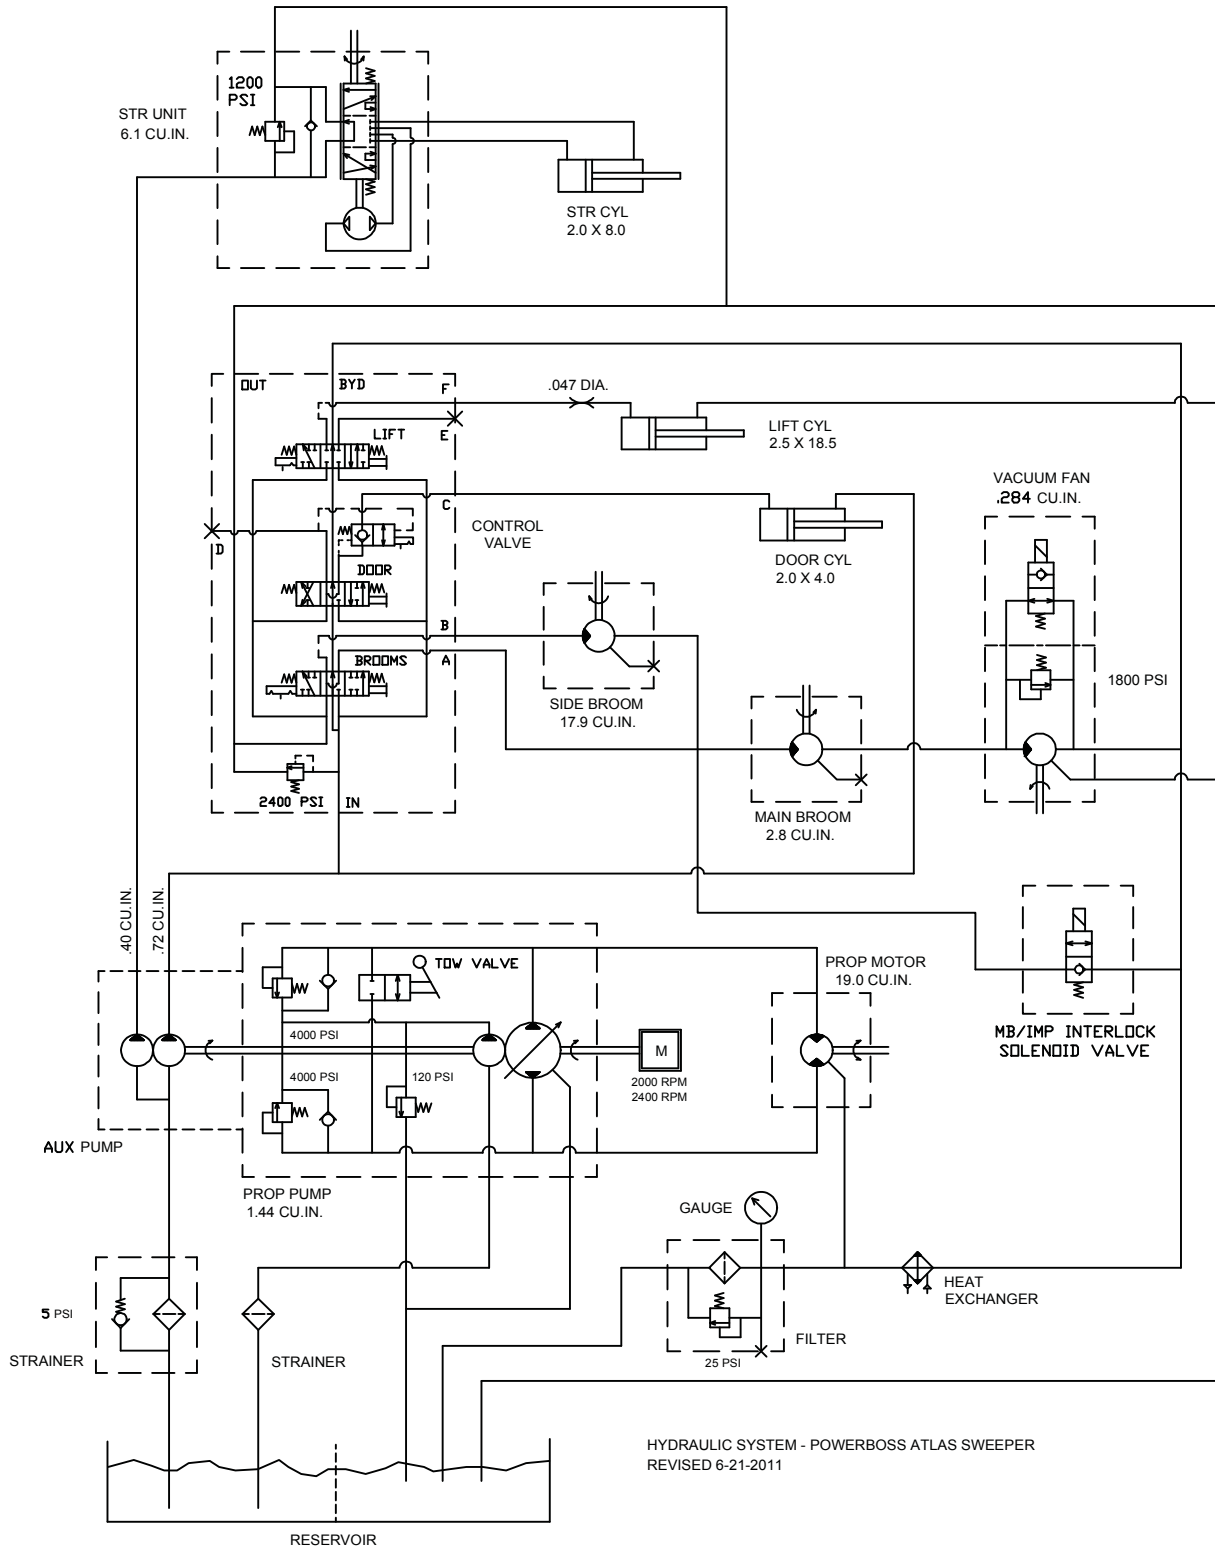 1200
PSI
STR UNIT
6.1 CU.IN.
STR CYL
2.0 X 8.0
OUT
BYD
F
.047 DIA.
LIFT
E
LIFT CYL
2.5 X 18.5
VACUUM FAN
.284 CU.IN.
C
CONTROL
VALVE
D
DOOR
DOOR CYL
2.0 X 4.0
B
BROOMS
A
1800 PSI
SIDE BROOM
17.9 CU.IN.
2400 PSI
IN
MAIN BROOM
2.8 CU.IN.
.40 CU.IN.
.72 CU.IN.
TOW VALVE
PROP MOTOR
19.0 CU.IN.
4000 PSI
MB/IMP INTERLOCK
SOLENOID VALVE
M
4000 PSI
120 PSI
2000 RPM
2400 RPM
AUX PUMP
PROP PUMP
1.44 CU.IN.
GAUGE
HEAT
EXCHANGER
5 PSI
STRAINER
STRAINER
FILTER
25 PSI
HYDRAULIC SYSTEM - POWERBOSS ATLAS SWEEPER
REVISED 6-21-2011
RESERVOIR